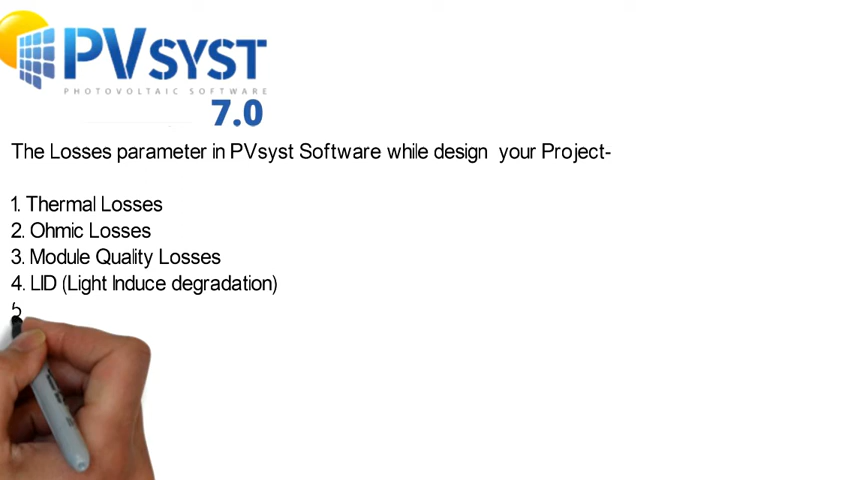 PVSYST
PHOTOVOLTAIC SOFTWARE
7.0
The Losses parameter in PVsyst Software while design your Project-
1. Thermal Losses
2. Ohmic Losses
3. Module Quality Losses
4. LID (Light Induce degradation)
5